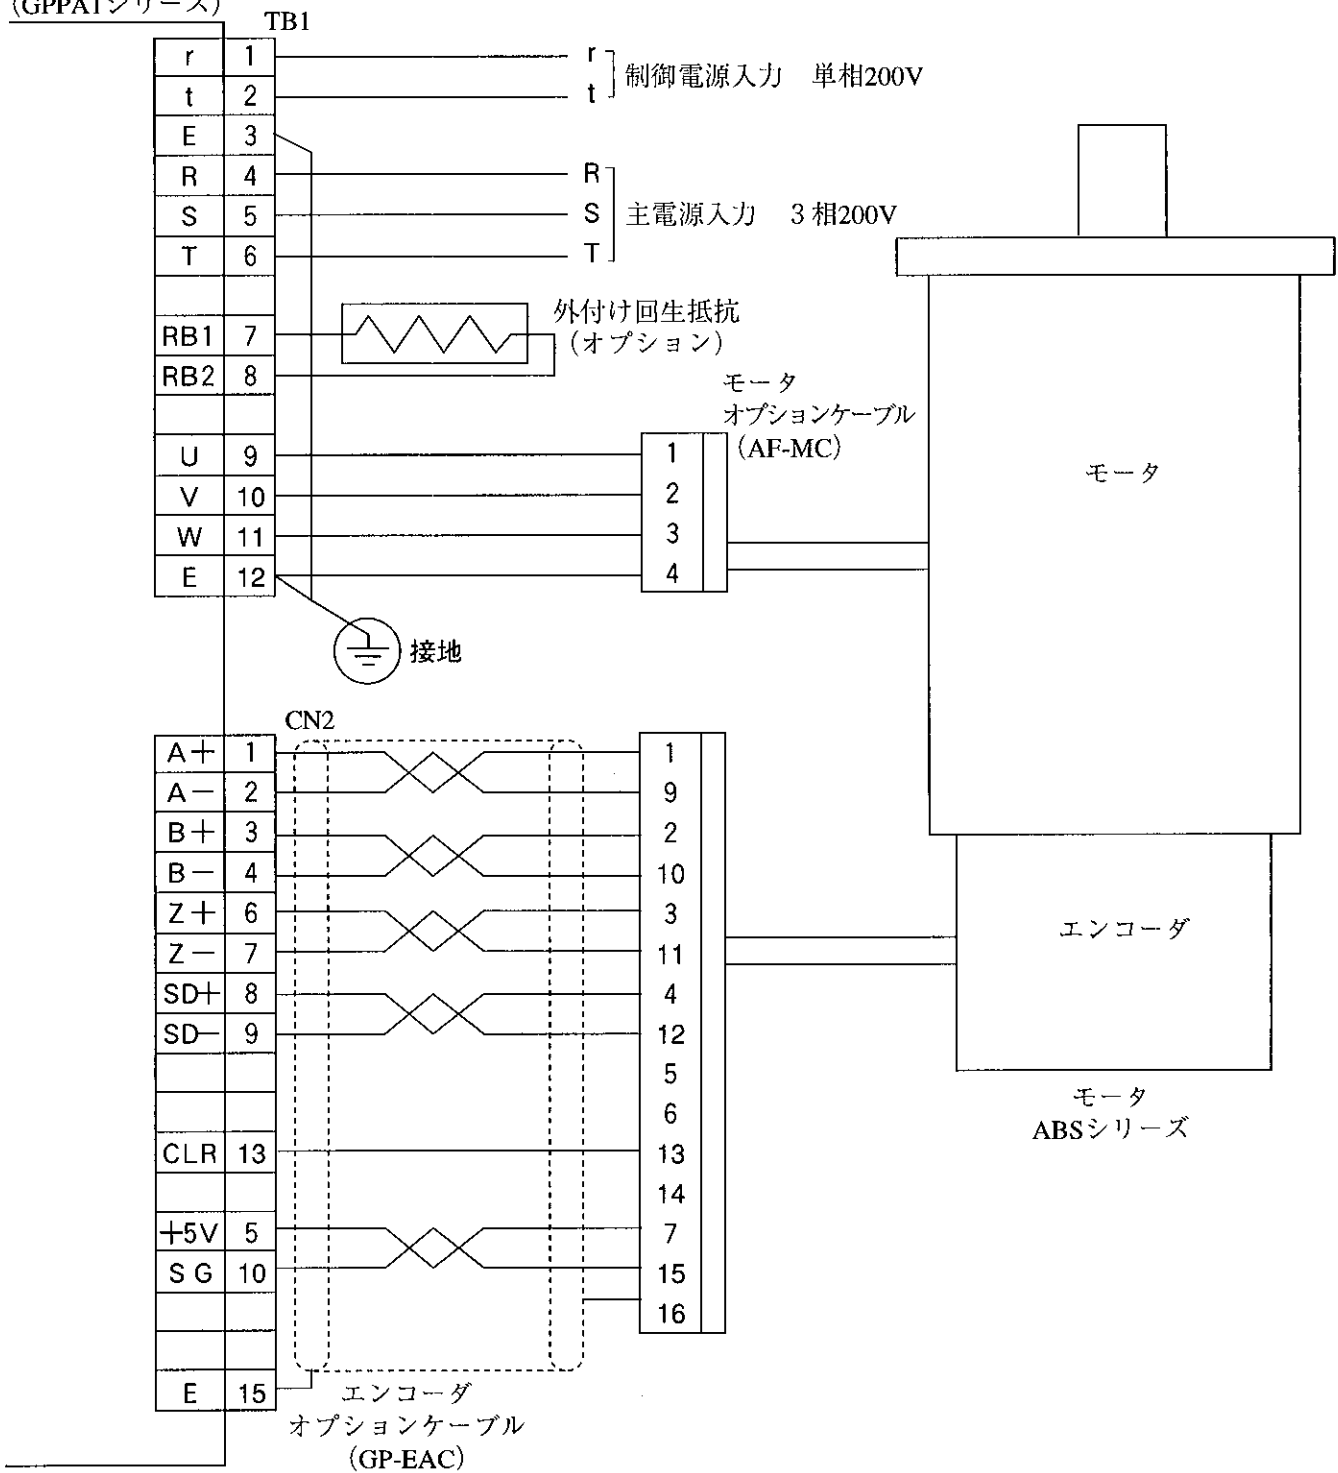 (GPPA1シリーズ)
TB1
r 1
t 2
E 3
R 4
S 5
T 6
RB1 7
RB2 8
U 9
V 10
W 11
E 12
r
t
制御電源入力 単相200V
R
S
T
主電源入力 3相200V
外付け回生抵抗
(オプション)
モータ
オプションケーブル
(AF-MC)
1
2
3
4
接地
モータ
CN2
A+ 1
A- 2
B+ 3
B- 4
Z+ 6
Z- 7
SD+ 8
SD- 9
CLR 13
+5V 5
SG 10
E 15
1
9
2
10
3
11
4
12
5
6
13
14
7
15
16
エンコーダ
モータ
ABSシリーズ
エンコーダ
オプションケーブル
(GP-EAC)